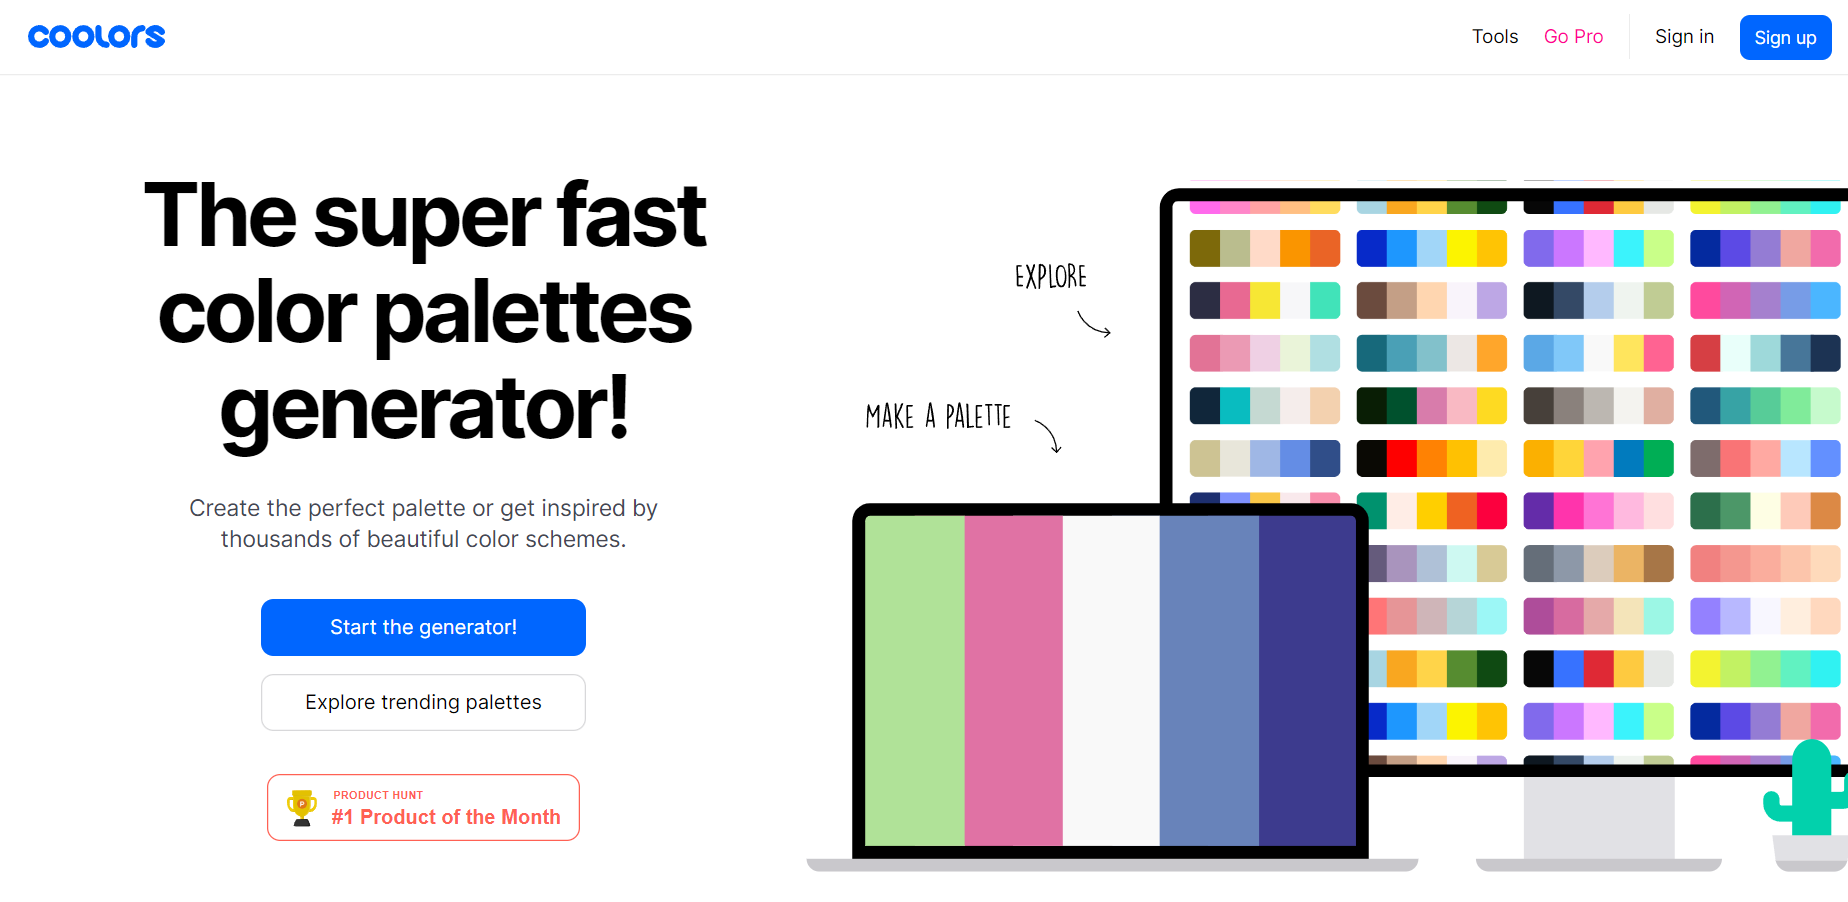 coolors
Tools
Go Pro
Sign in
Sign up
The super fast
color palettes
generator!
Create the perfect palette or get inspired by
thousands of beautiful color schemes.
Start the generator!
Explore trending palettes
P
PRODUCT HUNT
#1 Product of the Month
EXPLORE
MAKE A PALETTE